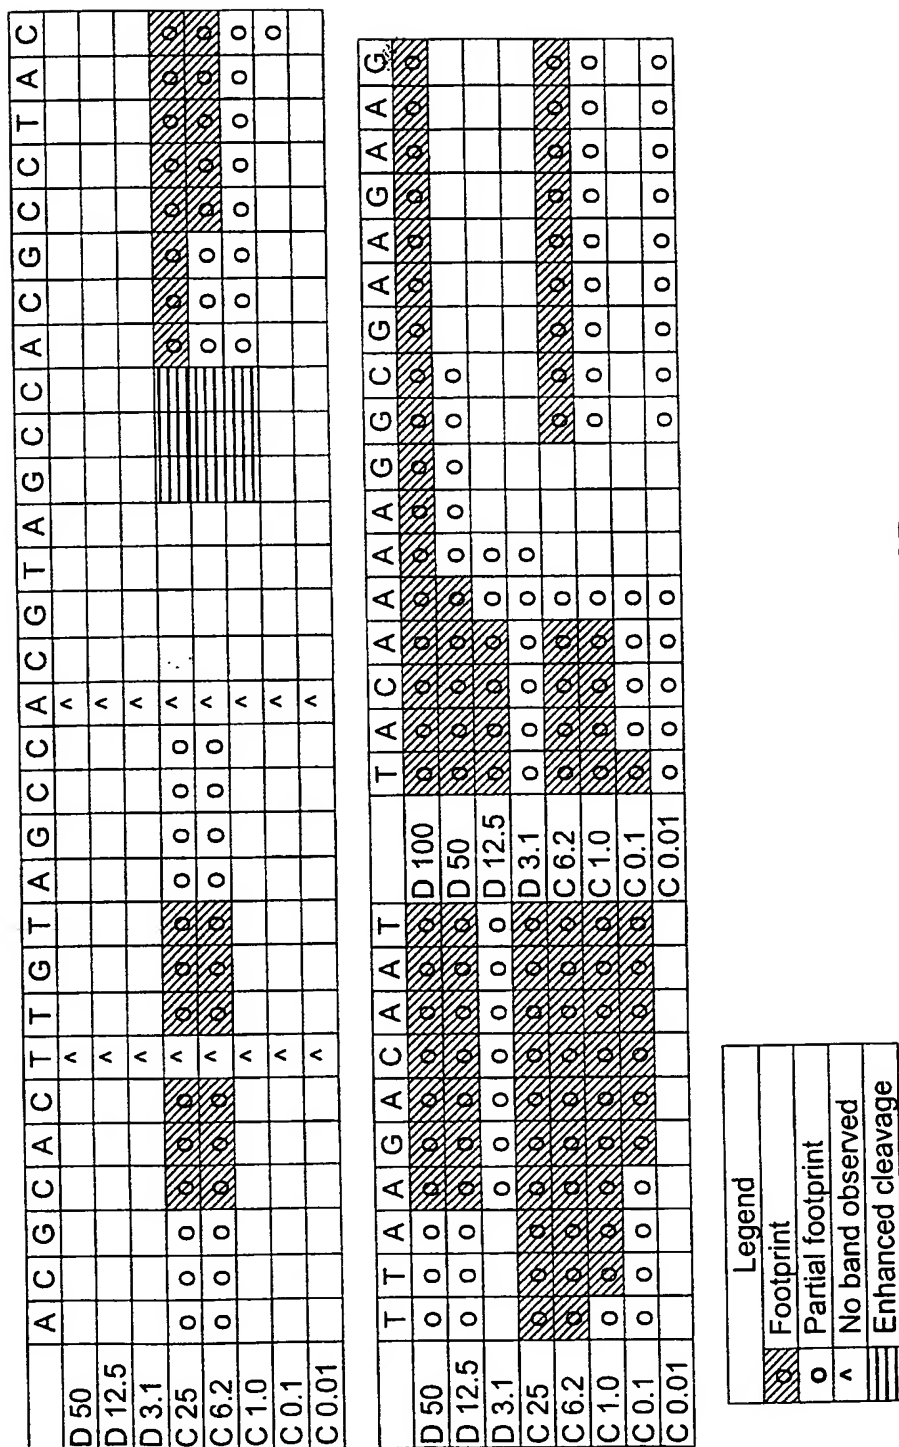 A C G C A C T T G T A G C C A C G T A G C C A C G C C T A C
D 50 ^ ^
D 12.5 ^ ^
D 3.1 ^ ^
C 25 o o o o o o ^ o o o o o o o ^ o o o o o o o o
C 6.2 o o o o o o ^ o o o o o o o ^ o o o o o o o o
C 1.0 ^ ^ o o o o o o o o
C 0.1 ^ ^ o
C 0.01 ^ ^
T T A A G A C A A T T A C A A A A G G C G A A G A A G
D 50 o o o o o o o o o o D 100 o o o o o o o o o o o o o o o o o
D 12.5 o o o o o o o o o o D 50 o o o o o o o o o o
D 3.1 o o o o o o o D 12.5 o o o o o o
C 25 o o o o o o o o o o D 3.1 o o o o o o
C 6.2 o o o o o o o o o o C 6.2 o o o o o o o o o o o o o o
C 1.0 o o o o o o o o o o C 1.0 o o o o o o o o o o o o o o
C 0.1 o o o o o o o o o o C 0.1 o o o o o
C 0.01 C 0.01 o o o o o o o o o o o o o o
Legend
o Footprint
o Partial footprint
^ No band observed
Enhanced cleavage